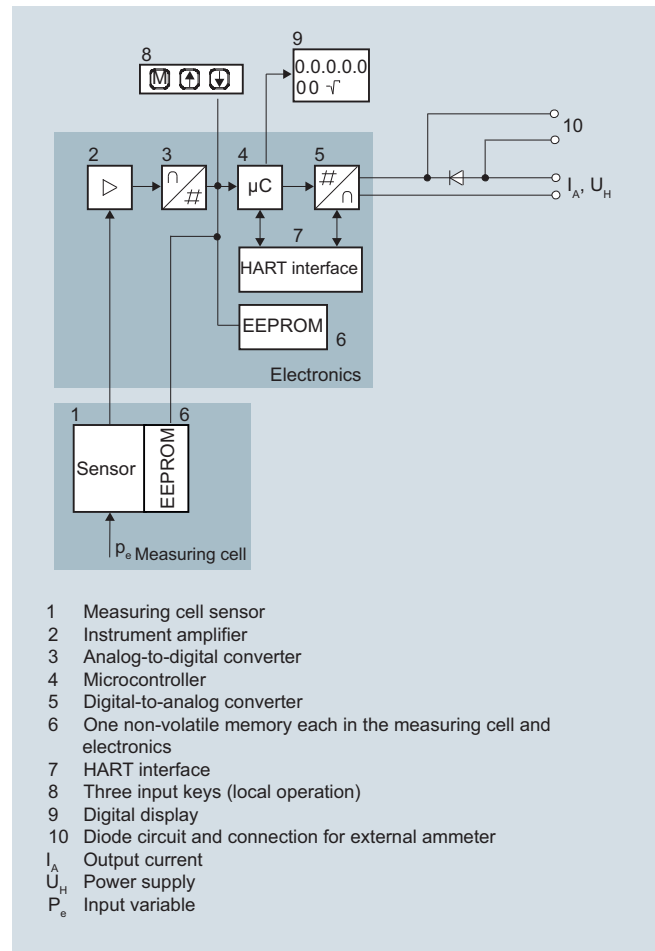 8
9
M
0.0.0.0.0
00 √
10
2
3
4
5
∩
#
µC
#
∩
I_A, U_H
7
HART interface
EEPROM
6
Electronics
1
6
Sensor
EEPROM
p_e Measuring cell
1 Measuring cell sensor
2 Instrument amplifier
3 Analog-to-digital converter
4 Microcontroller
5 Digital-to-analog converter
6 One non-volatile memory each in the measuring cell and
electronics
7 HART interface
8 Three input keys (local operation)
9 Digital display
10 Diode circuit and connection for external ammeter
I_A Output current
U_H Power supply
P_e Input variable